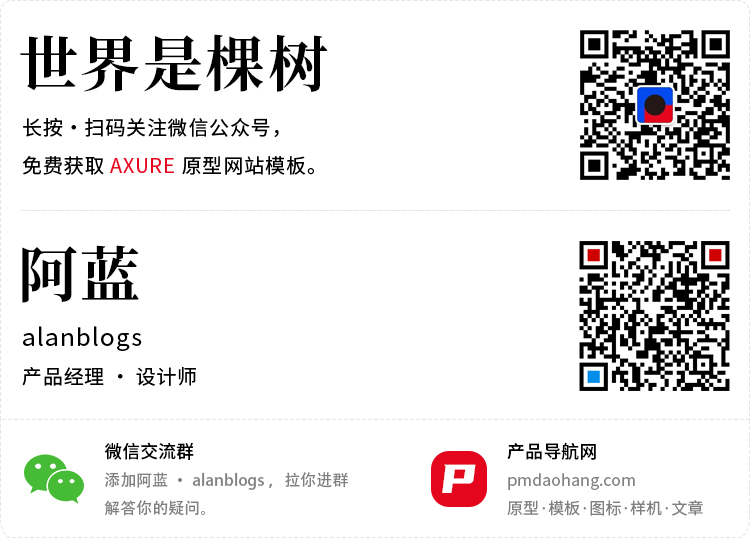 世界是棵树
长按·扫码关注微信公众号，
免费获取 AXURE 原型网站模板。
阿蓝
alanblogs
产品经理 · 设计师
微信交流群
添加阿蓝 · alanblogs ，拉你进群
解答你的疑问。
产品导航网
pmdaohang.com
原型·模板·图标·样机·文章